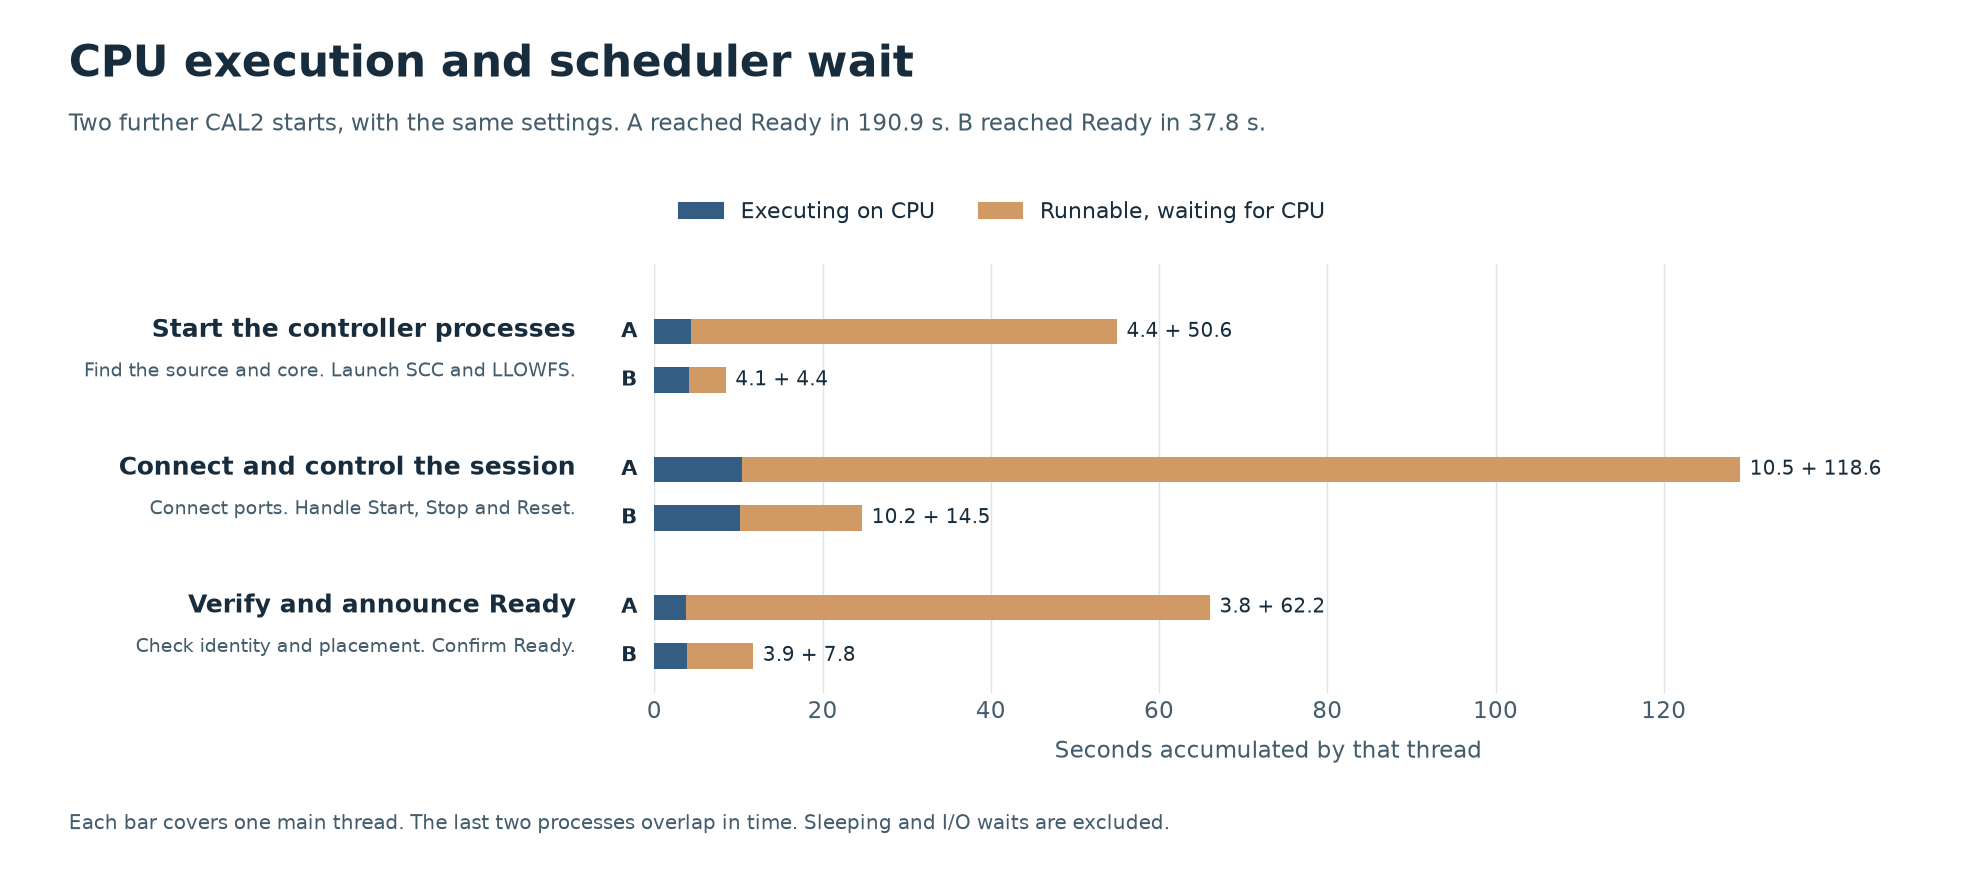 CPU execution and scheduler wait
Two further CAL2 starts, with the same settings. A reached Ready in 190.9 s. B reached Ready in 37.8 s.
Executing on CPU
Runnable, waiting for CPU
Start the controller processes
Find the source and core. Launch SCC and LLOWFS.
A
4.4 + 50.6
B
4.1 + 4.4
Connect and control the session
Connect ports. Handle Start, Stop and Reset.
A
10.5 + 118.6
B
10.2 + 14.5
Verify and announce Ready
Check identity and placement. Confirm Ready.
A
3.8 + 62.2
B
3.9 + 7.8
0 20 40 60 80 100 120
Seconds accumulated by that thread
Each bar covers one main thread. The last two processes overlap in time. Sleeping and I/O waits are excluded.